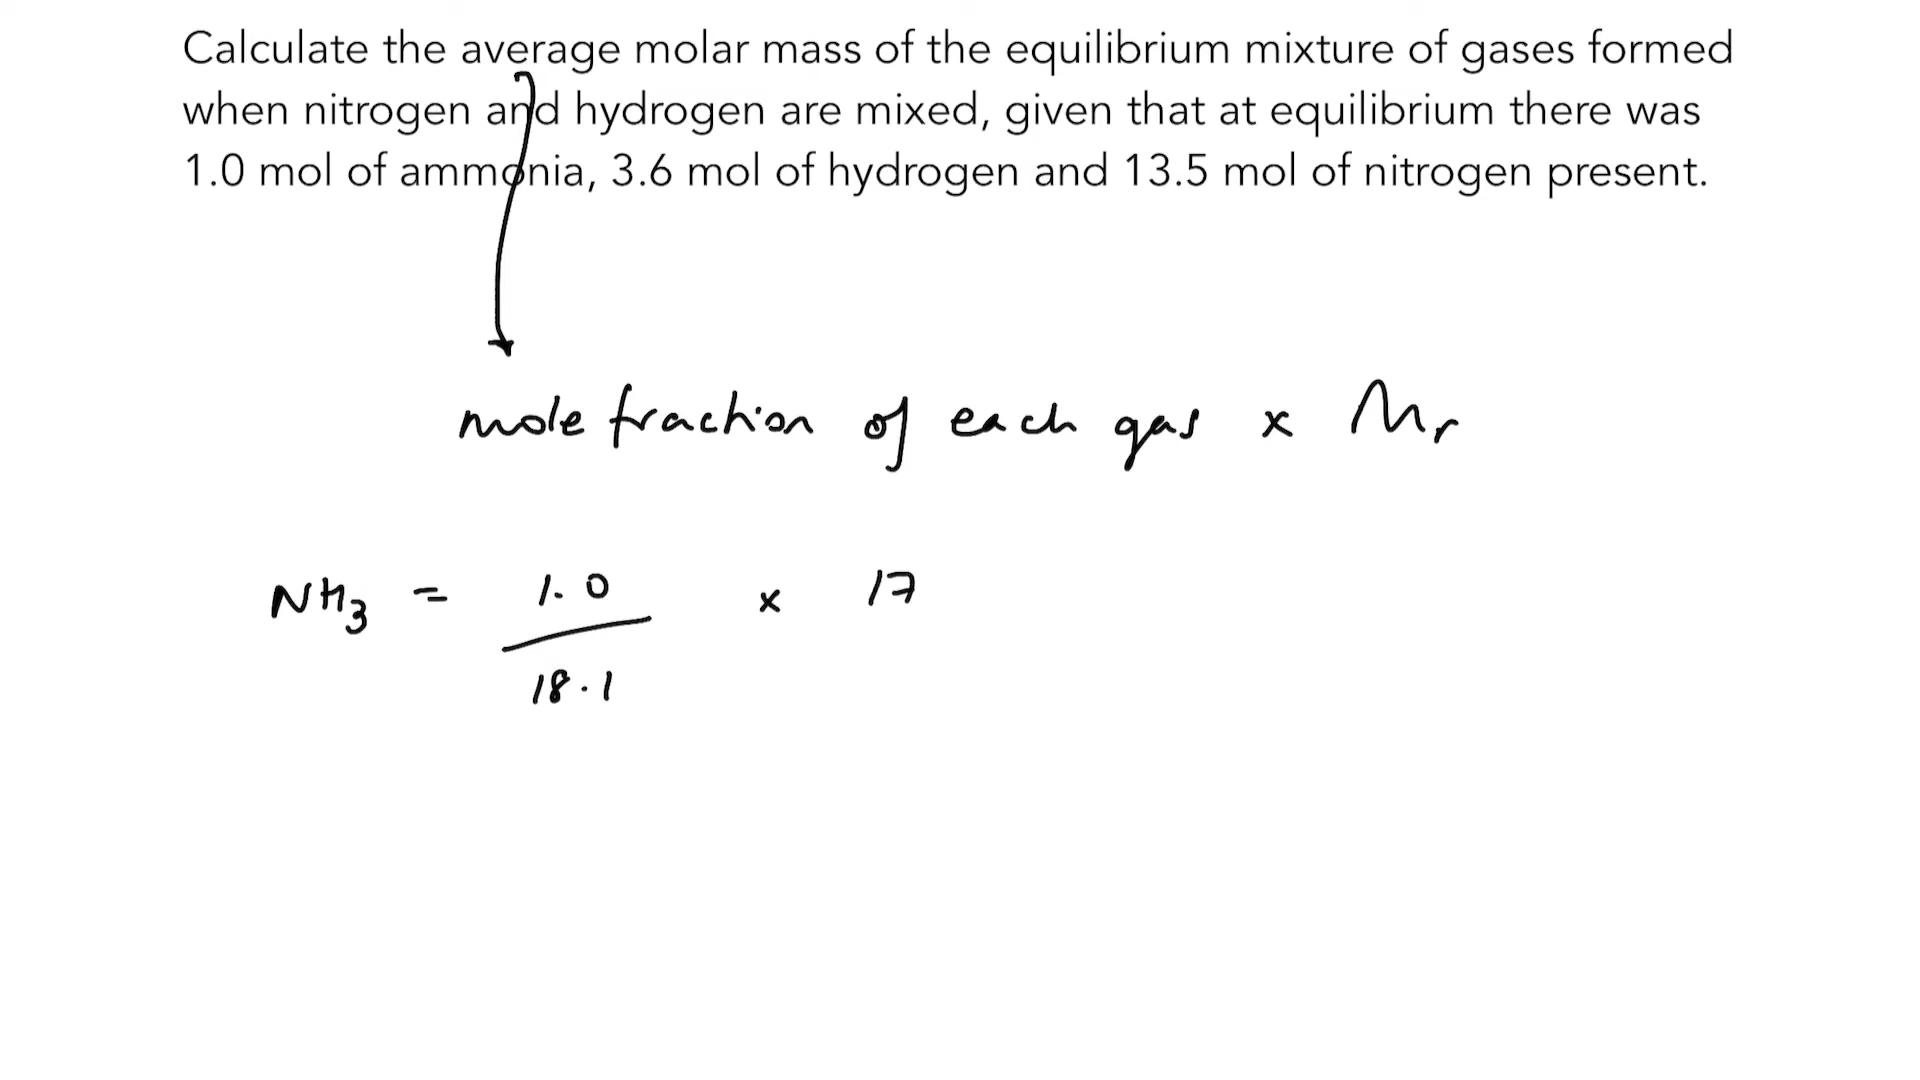 Calculate the average molar mass of the equilibrium mixture of gases formed
when nitrogen and hydrogen are mixed, given that at equilibrium there was
1.0 mol of ammonia, 3.6 mol of hydrogen and 13.5 mol of nitrogen present.
mole fraction of each gas x Mr
NH3 = 1.0 x 17
18.1